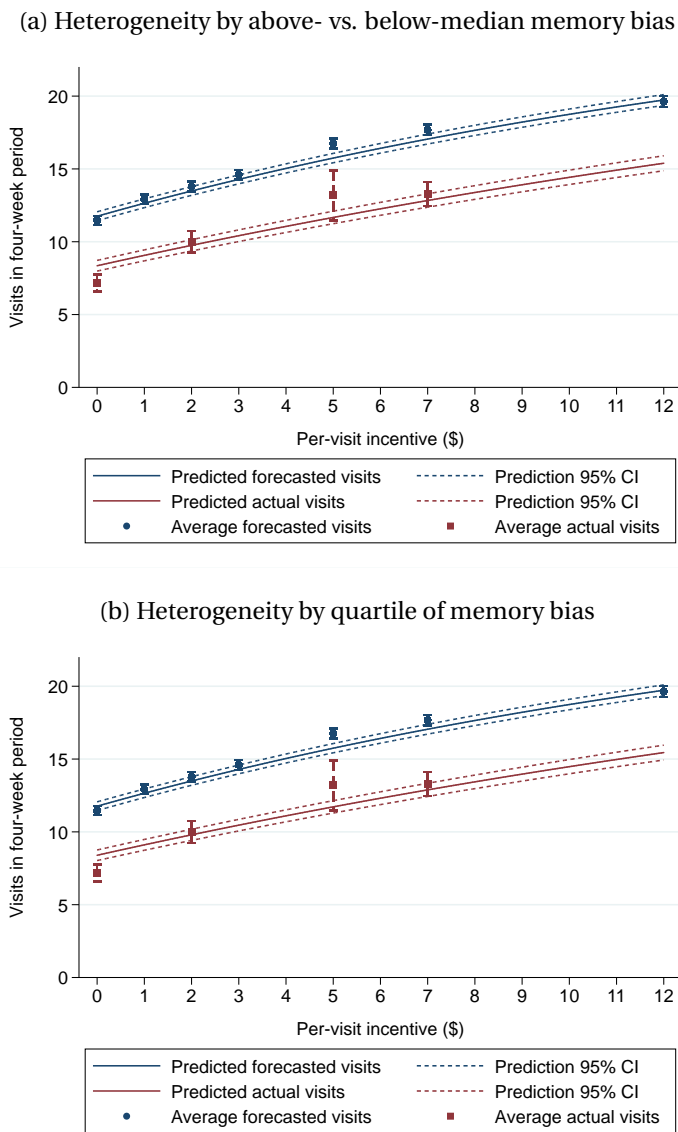 (a) Heterogeneity by above- vs. below-median memory bias
20
15
10
5
0
Visits in four-week period
0 1 2 3 4 5 6 7 8 9 10 11 12
Per-visit incentive ($)
Predicted forecasted visits Prediction 95% CI
Predicted actual visits Prediction 95% CI
Average forecasted visits Average actual visits
(b) Heterogeneity by quartile of memory bias
20
15
10
5
0
Visits in four-week period
0 1 2 3 4 5 6 7 8 9 10 11 12
Per-visit incentive ($)
Predicted forecasted visits Prediction 95% CI
Predicted actual visits Prediction 95% CI
Average forecasted visits Average actual visits